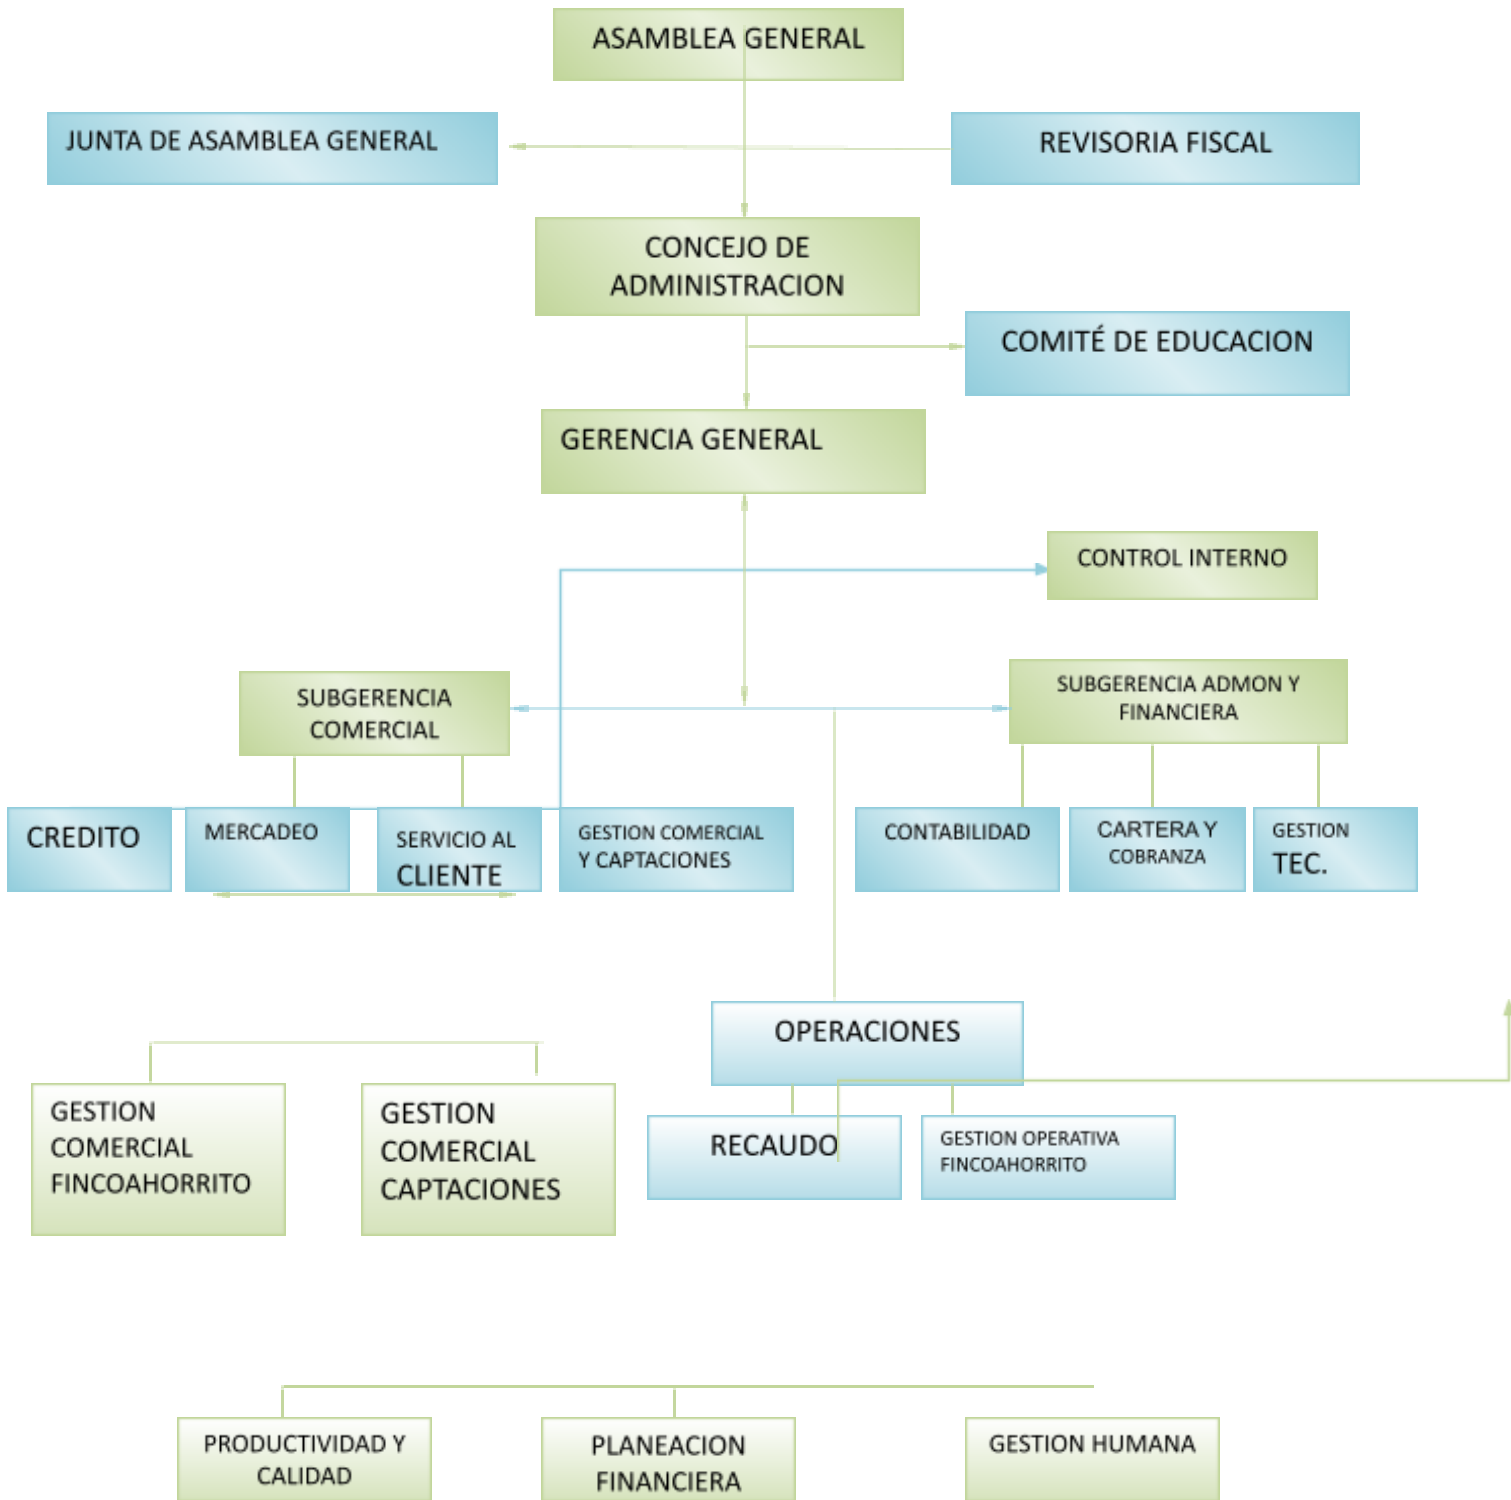 ASAMBLEA GENERAL
JUNTA DE ASAMBLEA GENERAL
REVISORIA FISCAL
CONCEJO DE
ADMINISTRACION
COMITÉ DE EDUCACION
GERENCIA GENERAL
CONTROL INTERNO
SUBGERENCIA
COMERCIAL
SUBGERENCIA ADMON Y
FINANCIERA
CREDITO
MERCADEO
SERVICIO AL
CLIENTE
GESTION COMERCIAL
Y CAPTACIONES
CONTABILIDAD
CARTERA Y
COBRANZA
GESTION
TEC.
OPERACIONES
GESTION
COMERCIAL
FINCOAHORRITO
GESTION
COMERCIAL
CAPTACIONES
RECAUDO
GESTION OPERATIVA
FINCOAHORRITO
PRODUCTIVIDAD Y
CALIDAD
PLANEACION
FINANCIERA
GESTION HUMANA